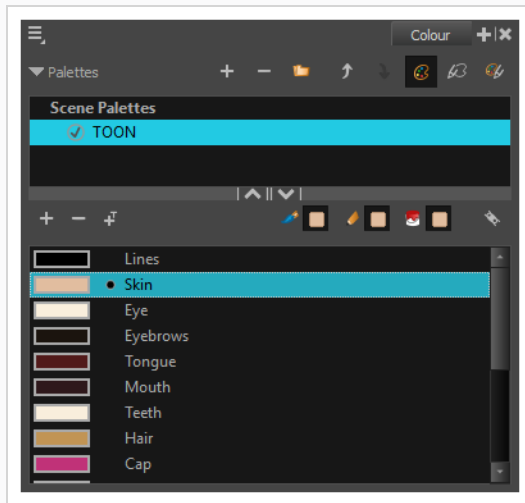 Colour
Palettes
Scene Palettes
TOON
Lines
Skin
Eye
Eyebrows
Tongue
Mouth
Teeth
Hair
Cap